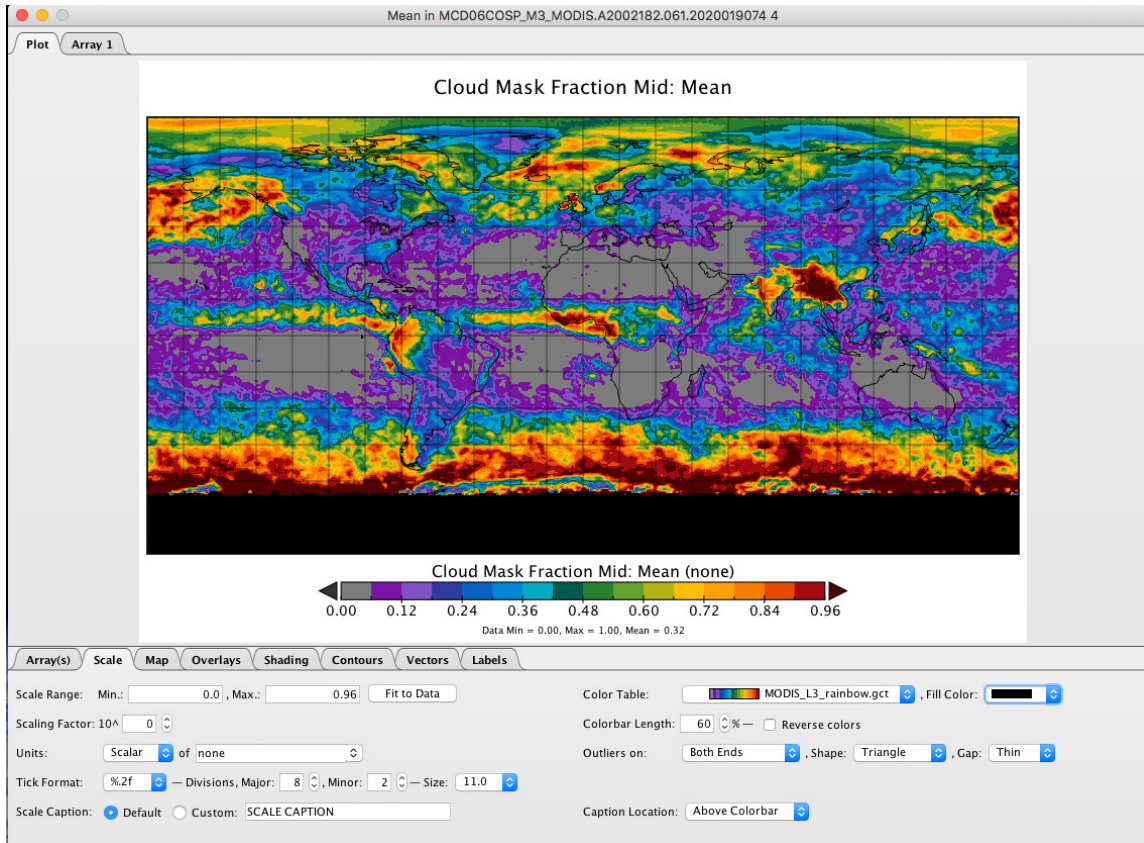 Mean in MCD06COSP_M3_MODIS.A2002182.061.2020019074 4
Plot Array 1
Cloud Mask Fraction Mid: Mean
Cloud Mask Fraction Mid: Mean (none)
0.00 0.12 0.24 0.36 0.48 0.60 0.72 0.84 0.96
Data Min = 0.00, Max = 1.00, Mean = 0.32
Array(s) Scale Map Overlays Shading Contours Vectors Labels
Scale Range: Min.: 0.0 , Max.: 0.96 Fit to Data Color Table: MODIS_L3_rainbow.gct , Fill Color:
Scaling Factor: 10^ 0 Colorbar Length: 60 % — Reverse colors
Units: Scalar of none Outliers on: Both Ends , Shape: Triangle , Gap: Thin
Tick Format: %.2f — Divisions, Major: 8 , Minor: 2 — Size: 11.0
Scale Caption: Default Custom: SCALE CAPTION Caption Location: Above Colorbar